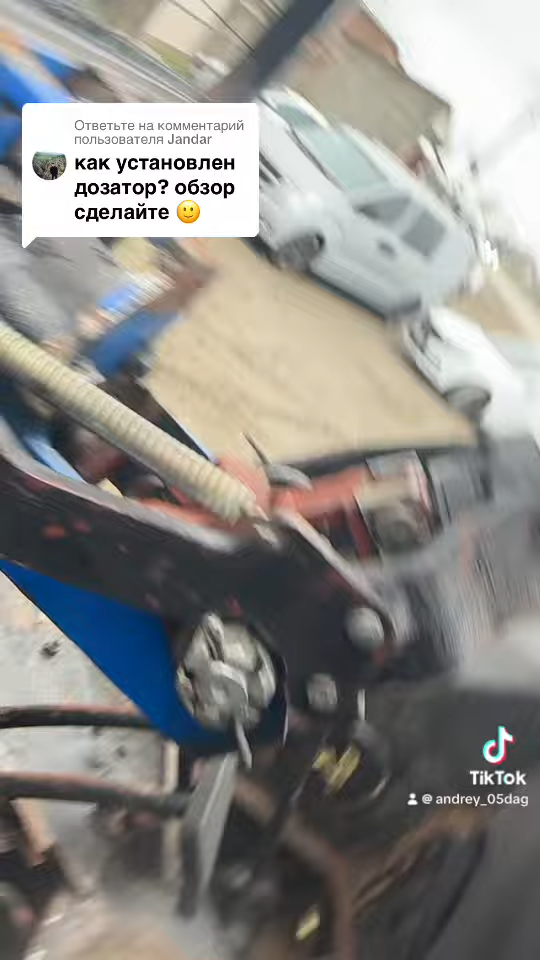 Ответьте на комментарий
пользователя Jandar
как установлен
дозатор? обзор
сделайте 🙂
TikTok
@ andrey_05dag